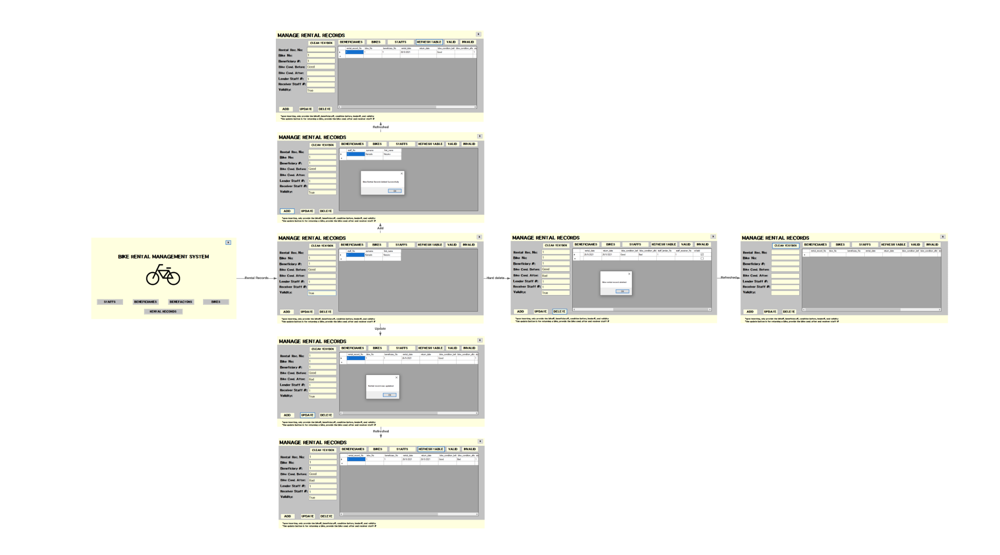 MANAGE RENTAL RECORDS
x
CLEAR TEXTBOX
BENEFICIARIES BIKES STAFFS REFRESH TABLE VALID INVALID
rental_record_No bike_No beneficiary_No rental_date return_date bike_condition_bef bike_condition_afte sta
1 1 1 26/5/2021 Good 1
Rental Rec. No:
Bike No: 1
Beneficiary #: 1
Bike Cond. Before: Good
Bike Cond. After:
Lender Staff #: 1
Receiver Staff #:
Validity: True
ADD UPDATE DELETE
*upon inserting, only provide the bike#, beneficiary#, condition before, lender#, and validity
*the update button is for returning a bike, provide the bike cond. after and receiver staff #
Refreshed
MANAGE RENTAL RECORDS
x
CLEAR TEXTBOX
BENEFICIARIES BIKES STAFFS REFRESH TABLE VALID INVALID
staff_No surname first_name
Kamado Nezuko
Rental Rec. No:
Bike No: 1
Beneficiary #: 1
Bike Cond. Before: Good
Bike Cond. After:
Lender Staff #: 1
Receiver Staff #:
Validity: True
Bike Rental Record Added Successfully
OK
ADD UPDATE DELETE
*upon inserting, only provide the bike#, beneficiary#, condition before, lender#, and validity
*the update button is for returning a bike, provide the bike cond. after and receiver staff #
Add
x
BIKE RENTAL MANAGEMENT SYSTEM
STAFFS BENEFICIARIES BENEFACTORS BIKES
RENTAL RECORDS
Rental Records
MANAGE RENTAL RECORDS
x
CLEAR TEXTBOX
BENEFICIARIES BIKES STAFFS REFRESH TABLE VALID INVALID
staff_No surname first_name
Kamado Nezuko
Rental Rec. No:
Bike No: 1
Beneficiary #: 1
Bike Cond. Before: Good
Bike Cond. After:
Lender Staff #: 1
Receiver Staff #:
Validity: True
ADD UPDATE DELETE
*upon inserting, only provide the bike#, beneficiary#, condition before, lender#, and validity
*the update button is for returning a bike, provide the bike cond. after and receiver staff #
Hard delete
MANAGE RENTAL RECORDS
x
CLEAR TEXTBOX
BENEFICIARIES BIKES STAFFS REFRESH TABLE VALID INVALID
rental_date return_date bike_condition_bef bike_condition_afte staff_lender_No staff_receiver_No isValid
26/5/2021 26/5/2021 Good Bad 1 1
Rental Rec. No: 1
Bike No: 1
Beneficiary #: 1
Bike Cond. Before: Good
Bike Cond. After: Bad
Lender Staff #: 1
Receiver Staff #: 1
Validity: True
Bike rental record deleted
OK
ADD UPDATE DELETE
*upon inserting, only provide the bike#, beneficiary#, condition before, lender#, and validity
*the update button is for returning a bike, provide the bike cond. after and receiver staff #
Refreshed
MANAGE RENTAL RECORDS
x
CLEAR TEXTBOX
BENEFICIARIES BIKES STAFFS REFRESH TABLE VALID INVALID
rental_record_No bike_No beneficiary_No rental_date return_date bike_condition_bef bike_condition_afte sta
Rental Rec. No:
Bike No:
Beneficiary #:
Bike Cond. Before:
Bike Cond. After:
Lender Staff #:
Receiver Staff #:
Validity:
ADD UPDATE DELETE
*upon inserting, only provide the bike#, beneficiary#, condition before, lender#, and validity
*the update button is for returning a bike, provide the bike cond. after and receiver staff #
Update
MANAGE RENTAL RECORDS
x
CLEAR TEXTBOX
BENEFICIARIES BIKES STAFFS REFRESH TABLE VALID INVALID
rental_record_No bike_No beneficiary_No rental_date return_date bike_condition_bef bike_condition_afte sta
1 1 1 26/5/2021 Good 1
Rental Rec. No: 1
Bike No: 1
Beneficiary #: 1
Bike Cond. Before: Good
Bike Cond. After: Bad
Lender Staff #: 1
Receiver Staff #: 1
Validity: True
Rental record was updated
OK
ADD UPDATE DELETE
*upon inserting, only provide the bike#, beneficiary#, condition before, lender#, and validity
*the update button is for returning a bike, provide the bike cond. after and receiver staff #
Refreshed
MANAGE RENTAL RECORDS
x
CLEAR TEXTBOX
BENEFICIARIES BIKES STAFFS REFRESH TABLE VALID INVALID
rental_record_No bike_No beneficiary_No rental_date return_date bike_condition_bef bike_condition_afte sta
1 1 1 26/5/2021 26/5/2021 Good Bad 1
Rental Rec. No: 1
Bike No: 1
Beneficiary #: 1
Bike Cond. Before: Good
Bike Cond. After: Bad
Lender Staff #: 1
Receiver Staff #: 1
Validity: True
ADD UPDATE DELETE
*upon inserting, only provide the bike#, beneficiary#, condition before, lender#, and validity
*the update button is for returning a bike, provide the bike cond. after and receiver staff #